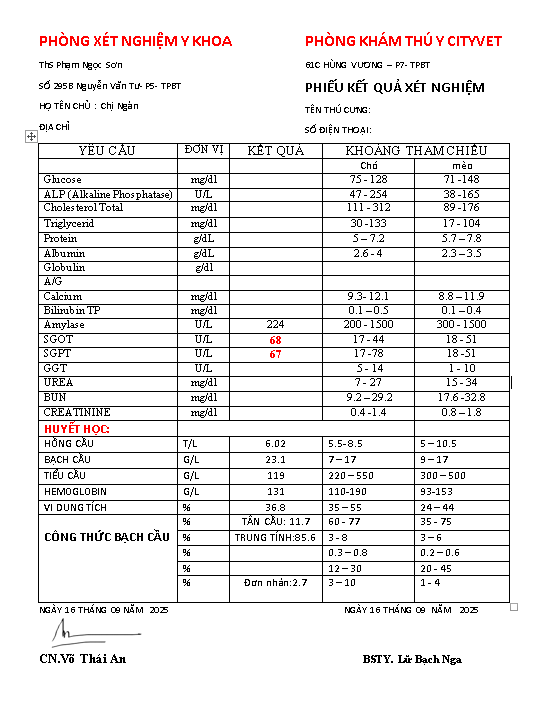 PHÒNG XÉT NGHIỆM Y KHOA
ThS Phạm Ngọc Sơn
SỐ 295B Nguyễn Văn Tư- P5- TPBT
HỌ TÊN CHỦ : Chị Ngàn
ĐỊA CHỈ
PHÒNG KHÁM THÚ Y CITYVET
61C HÙNG VƯƠNG – P7- TPBT
PHIẾU KẾT QUẢ XÉT NGHIỆM
TÊN THÚ CƯNG:
SỐ ĐIỆN THOẠI:
YÊU CẦU ĐƠN VỊ KẾT QUẢ KHOẢNG THAM CHIẾU
Chó mèo
Glucose mg/dl 75 - 128 71 -148
ALP (Alkaline Phosphatase) U/L 47 - 254 38 -165
Cholesterol Total mg/dl 111 - 312 89 -176
Triglycerid mg/dl 30 -133 17 - 104
Protein g/dL 5 – 7.2 5.7 – 7.8
Albumin g/dL 2.6 - 4 2.3 – 3.5
Globulin g/dl
A/G
Calcium mg/dl 9.3- 12.1 8.8 – 11.9
Bilirubin TP mg/dl 0.1 – 0.5 0.1 – 0.4
Amylase U/L 224 200 - 1500 300 - 1500
SGOT U/L 68 17 - 44 18 - 51
SGPT U/L 67 17 -78 18 -51
GGT U/L 5 - 14 1 - 10
UREA mg/dl 7 - 27 15 - 34
BUN mg/dl 9.2 – 29.2 17.6 -32.8
CREATININE mg/dl 0.4 -1.4 0.8 – 1.8
HUYẾT HỌC:
HỒNG CẦU T/L 6.02 5.5-8.5 5 – 10.5
BẠCH CẦU G/L 23.1 7 – 17 9 – 17
TIỂU CẦU G/L 119 220 – 550 300 – 500
HEMOGLOBIN G/L 131 110-190 93-153
VI DUNG TÍCH % 36.8 35 – 55 24 – 44
CÔNG THỨC BẠCH CẦU
% TÂN CẦU: 11.7 60 - 77 35 - 75
% TRUNG TÍNH:85.6 3 - 8 3 – 6
% 0.3 – 0.8 0.2 – 0.6
% 12 – 30 20 - 45
% Đơn nhân:2.7 3 – 10 1 - 4
NGÀY 16 THÁNG 09 NĂM 2025 NGÀY 16 THÁNG 09 NĂM 2025
CN.Võ Thái An BSTY. Lữ Bạch Nga